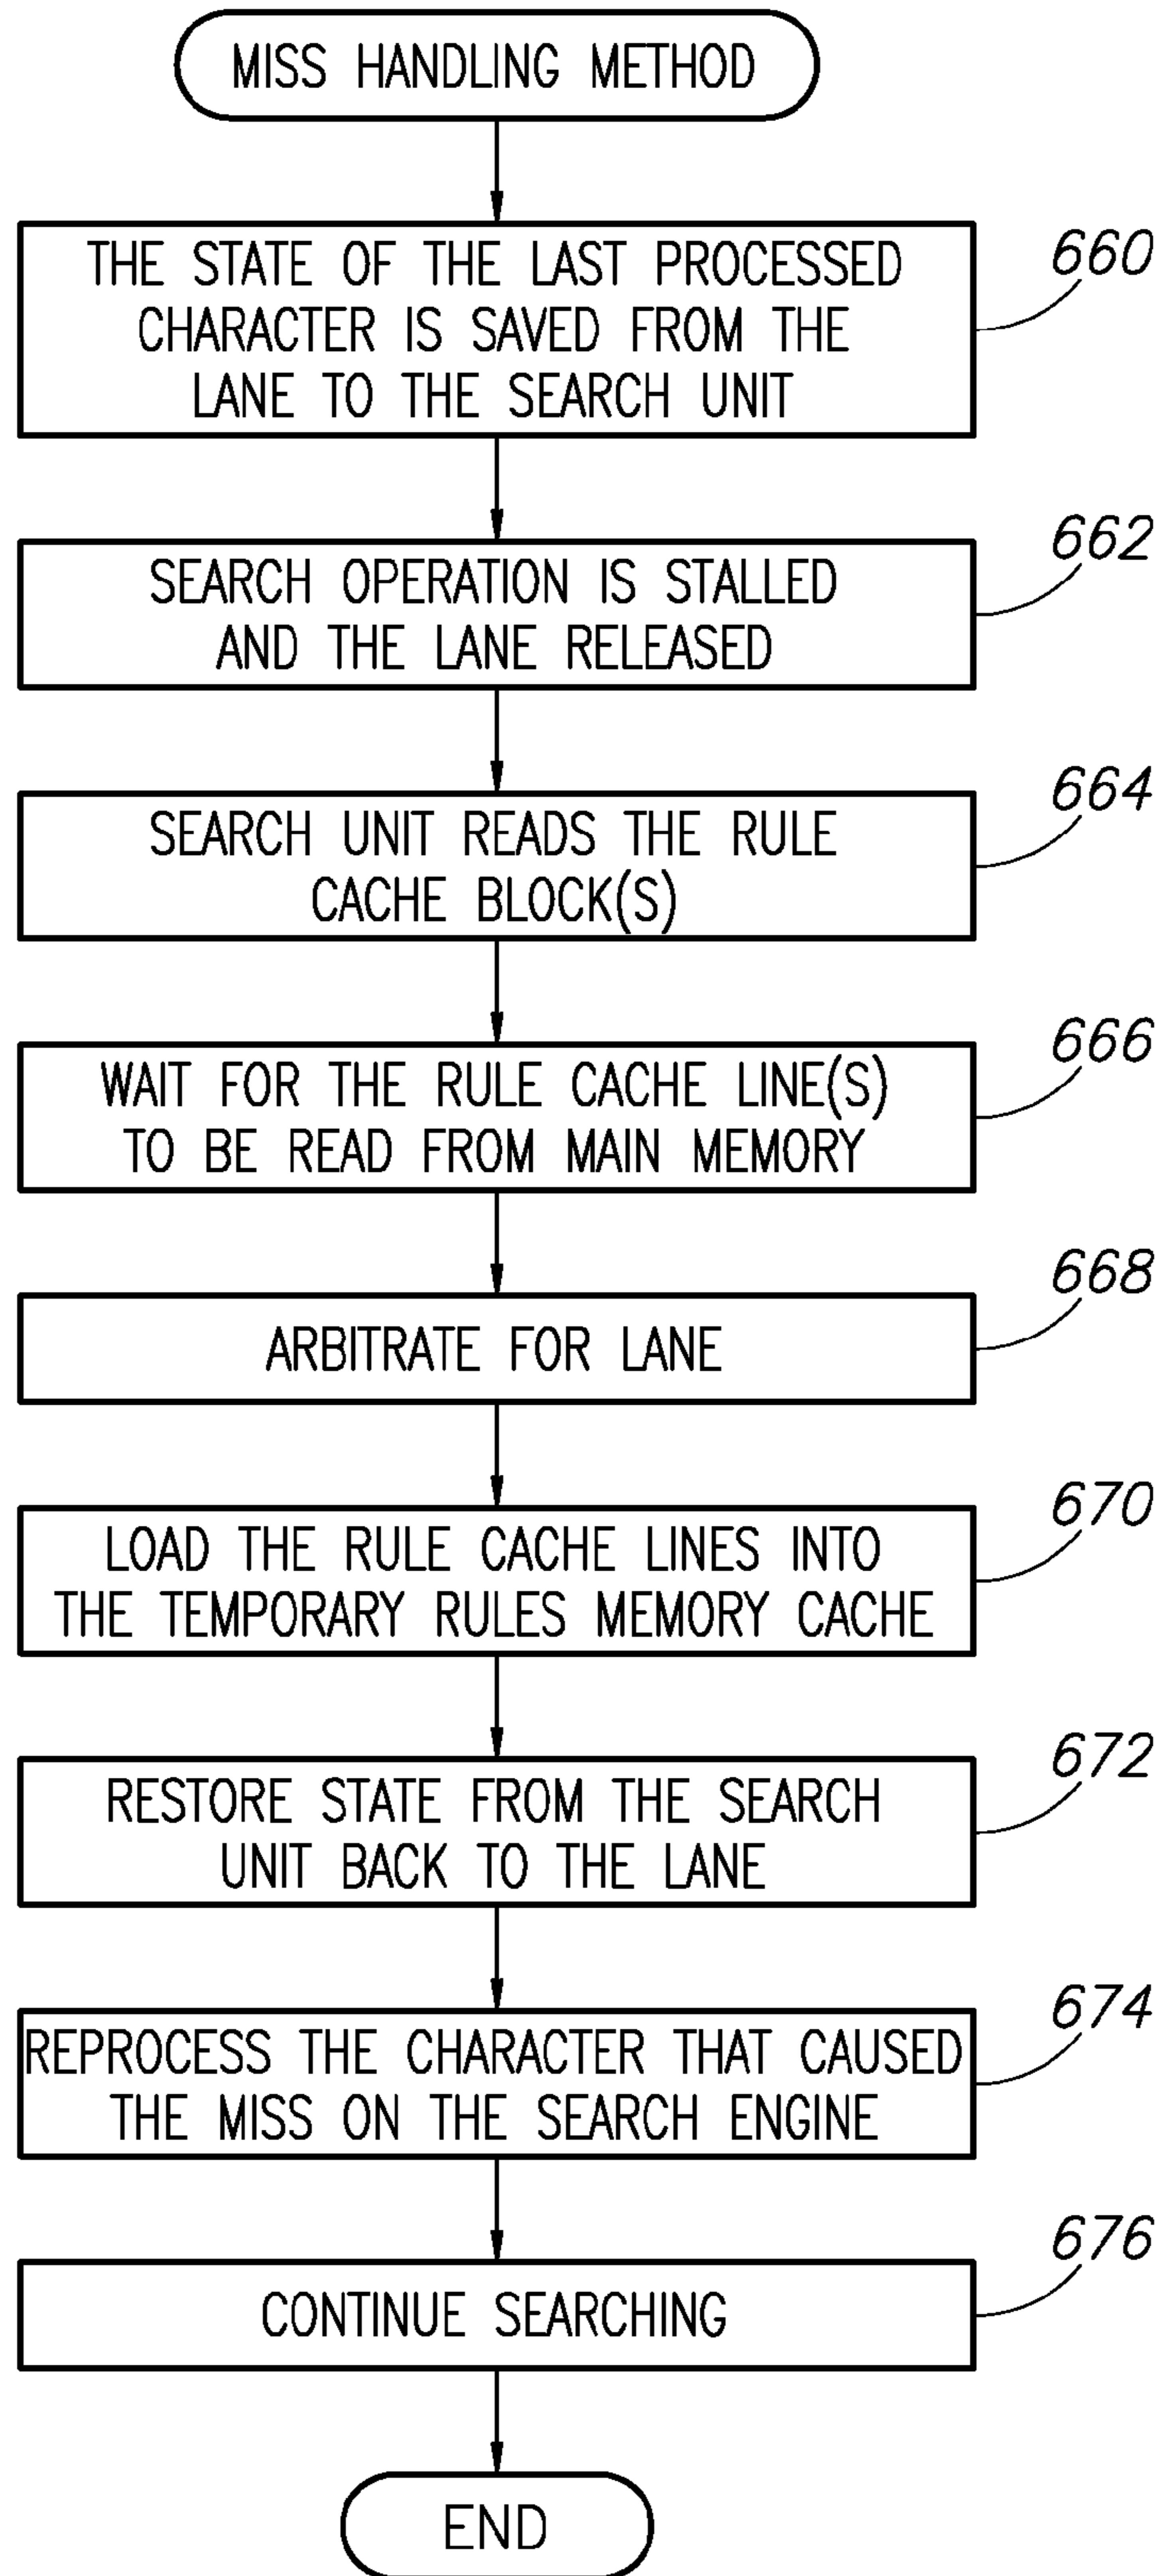 MISS HANDLING METHOD
THE STATE OF THE LAST PROCESSED
CHARACTER IS SAVED FROM THE
LANE TO THE SEARCH UNIT
660
SEARCH OPERATION IS STALLED
AND THE LANE RELEASED
662
SEARCH UNIT READS THE RULE
CACHE BLOCK(S)
664
WAIT FOR THE RULE CACHE LINE(S)
TO BE READ FROM MAIN MEMORY
666
ARBITRATE FOR LANE
668
LOAD THE RULE CACHE LINES INTO
THE TEMPORARY RULES MEMORY CACHE
670
RESTORE STATE FROM THE SEARCH
UNIT BACK TO THE LANE
672
REPROCESS THE CHARACTER THAT CAUSED
THE MISS ON THE SEARCH ENGINE
674
CONTINUE SEARCHING
676
END